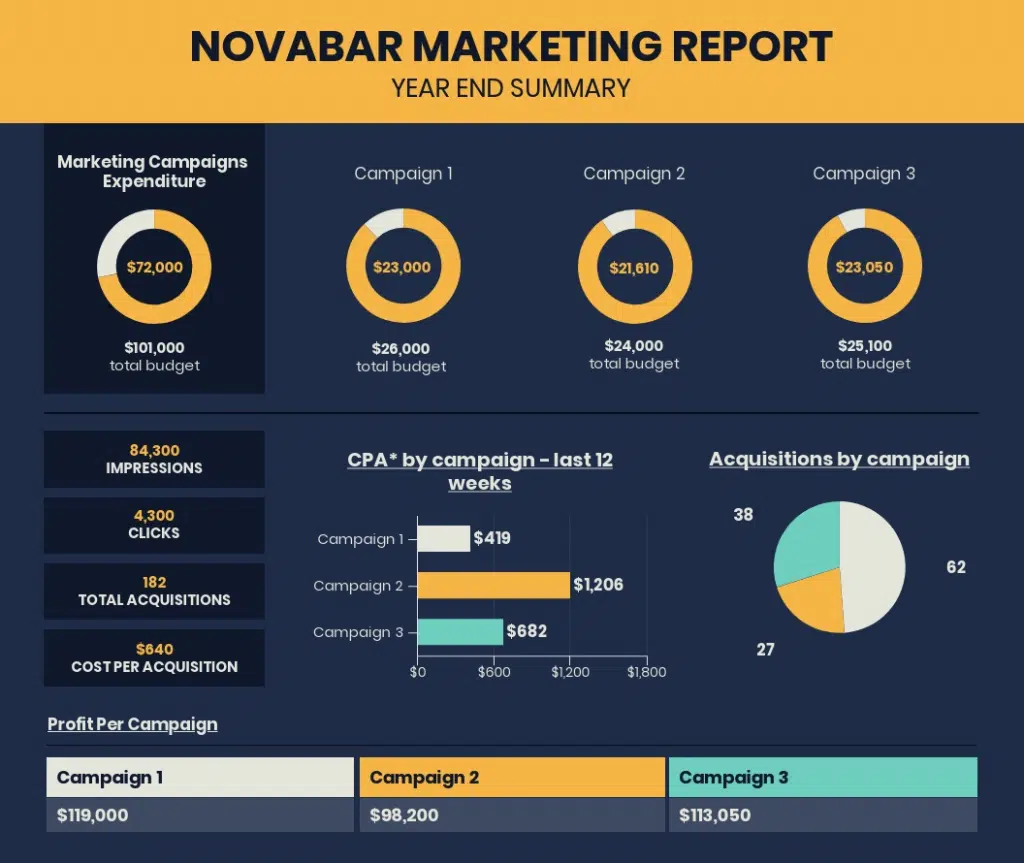 NOVABAR MARKETING REPORT
YEAR END SUMMARY
Marketing Campaigns
Expenditure
$72,000
$101,000
total budget
Campaign 1
$23,000
$26,000
total budget
Campaign 2
$21,610
$24,000
total budget
Campaign 3
$23,050
$25,100
total budget
84,300
IMPRESSIONS
4,300
CLICKS
182
TOTAL ACQUISITIONS
$640
COST PER ACQUISITION
CPA* by campaign - last 12
weeks
Campaign 1
$419
Campaign 2
$1,206
Campaign 3
$682
$0 $600 $1,200 $1,800
Acquisitions by campaign
38
62
27
Profit Per Campaign
Campaign 1
$119,000
Campaign 2
$98,200
Campaign 3
$113,050